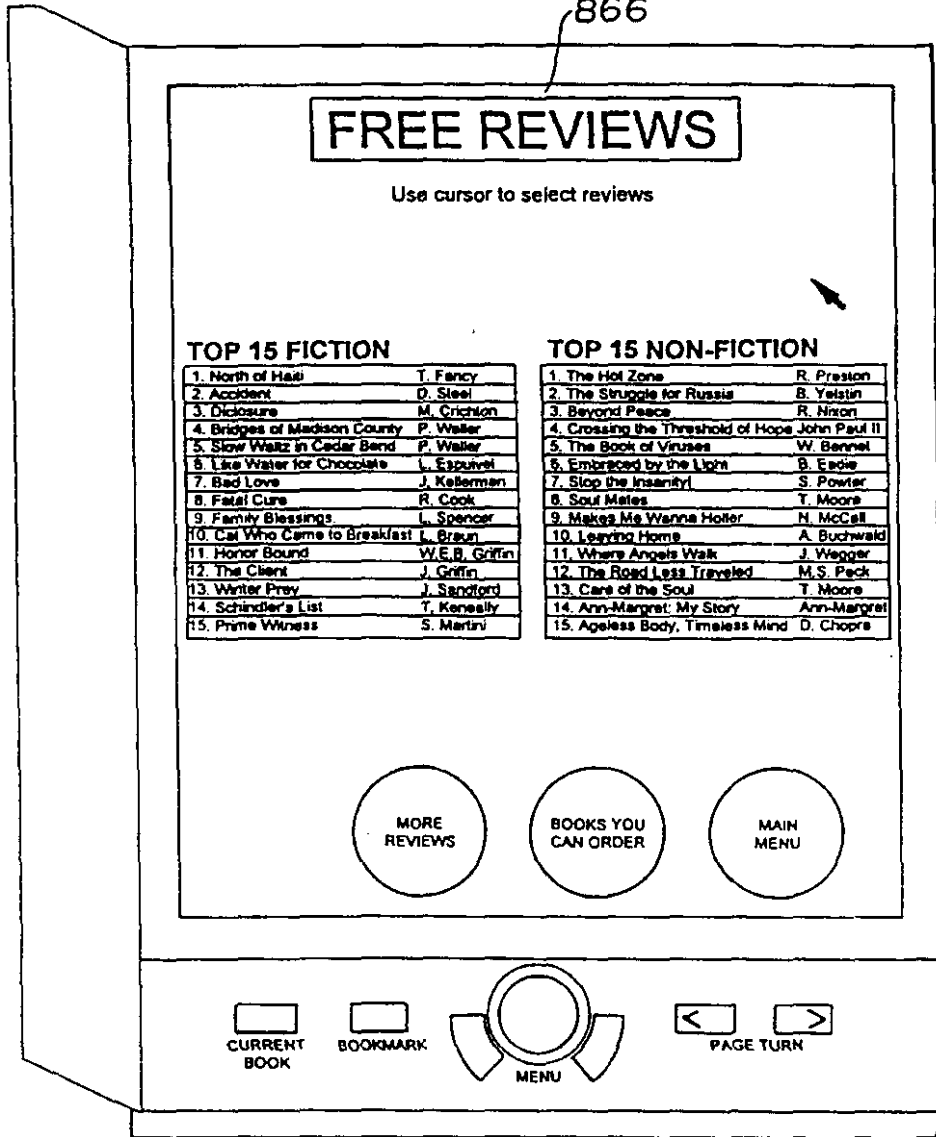 866
FREE REVIEWS
Use cursor to select reviews
TOP 15 FICTION
1. North of Haiti T. Fancy
2. Accident D. Steel
3. Diclosure M. Crichton
4. Bridges of Madison County P. Waller
5. Slow Waltz in Cedar Bend P. Waller
6. Like Water for Chocolate L. Esquivel
7. Bad Love J. Kellerman
8. Fatal Cure R. Cook
9. Family Blessings L. Spencer
10. Cat Who Came to Breakfast L. Braun
11. Honor Bound W.E.B. Griffin
12. The Client J. Griffin
13. Winter Prey J. Sandford
14. Schindler's List T. Keneally
15. Prime Witness S. Martini
TOP 15 NON-FICTION
1. The Hot Zone R. Preston
2. The Struggle for Russia B. Yelstin
3. Beyond Peace R. Nixon
4. Crossing the Threshold of Hope John Paul II
5. The Book of Viruses W. Bennel
6. Embraced by the Light B. Eadie
7. Stop the Insanity! S. Powter
8. Soul Mates T. Moore
9. Makes Me Wanna Holler N. McCall
10. Leaving Home A. Buchwald
11. Where Angels Walk J. Wegger
12. The Road Less Traveled M.S. Peck
13. Care of the Soul T. Moore
14. Ann-Margret: My Story Ann-Margret
15. Ageless Body, Timeless Mind D. Chopra
MORE
REVIEWS
BOOKS YOU
CAN ORDER
MAIN
MENU
CURRENT
BOOK
BOOKMARK
MENU
< >
PAGE TURN